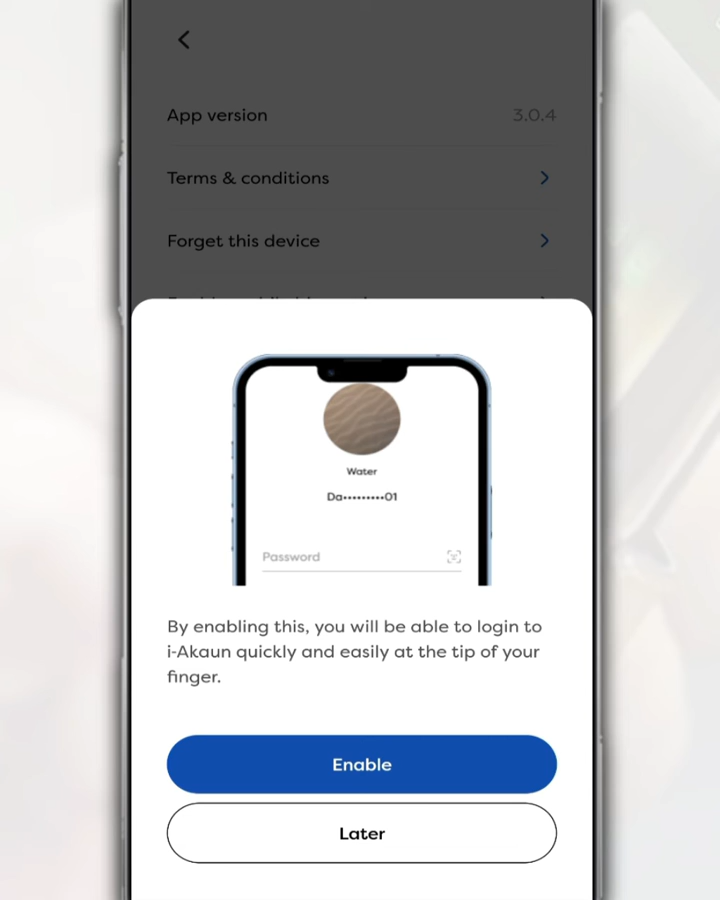 App version 3.0.4
Terms & conditions
Forget this device
Water
Da•••••••••01
Password
By enabling this, you will be able to login to
i-Akaun quickly and easily at the tip of your
finger.
Enable
Later